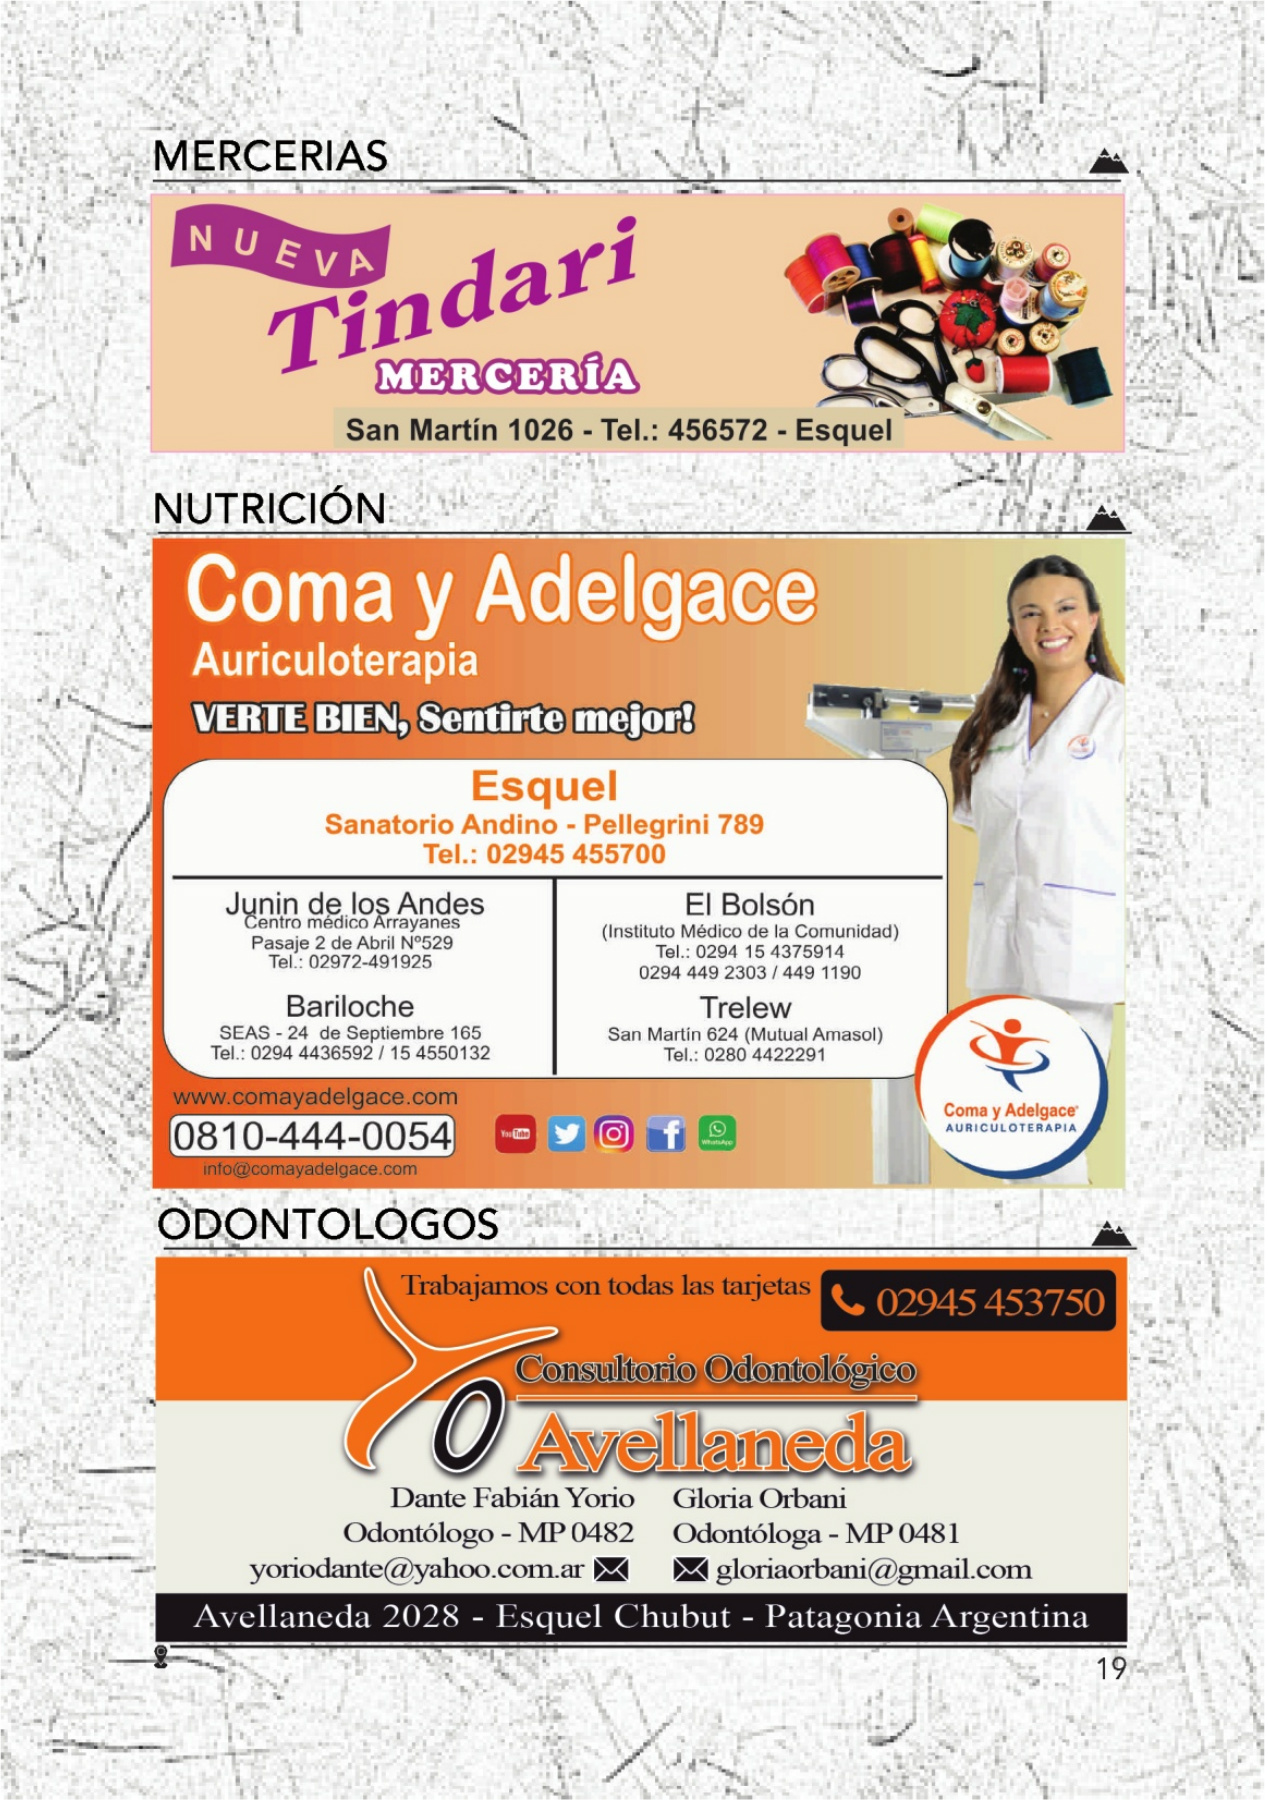 MERCERIAS
NUEVA
Tindari
MERCERÍA
San Martín 1026 - Tel.: 456572 - Esquel
NUTRICIÓN
Coma y Adelgace
Auriculoterapia
VERTE BIEN, Sentirte mejor!
Esquel
Sanatorio Andino - Pellegrini 789
Tel.: 02945 455700
Junin de los Andes
Centro médico Arrayanes
Pasaje 2 de Abril Nº529
Tel.: 02972-491925
Bariloche
SEAS - 24 de Septiembre 165
Tel.: 0294 4436592 / 15 4550132
El Bolsón
(Instituto Médico de la Comunidad)
Tel.: 0294 15 4375914
0294 449 2303 / 449 1190
Trelew
San Martín 624 (Mutual Amasol)
Tel.: 0280 4422291
www.comayadelgace.com
0810-444-0054
info@comayadelgace.com
YouTube
WhatsApp
Coma y Adelgace
AURICULOTERAPIA
ODONTOLOGOS
Trabajamos con todas las tarjetas
02945 453750
Consultorio Odontológico
Avellaneda
Dante Fabián Yorio
Odontólogo - MP 0482
yoriodante@yahoo.com.ar
Gloria Orbani
Odontóloga - MP 0481
gloriaorbani@gmail.com
Avellaneda 2028 - Esquel Chubut - Patagonia Argentina
19